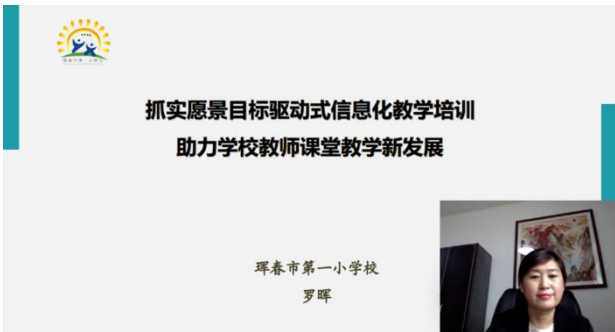 抓实愿景目标驱动式信息化教学培训
助力学校教师课堂教学新发展
珲春市第一小学校
罗晖